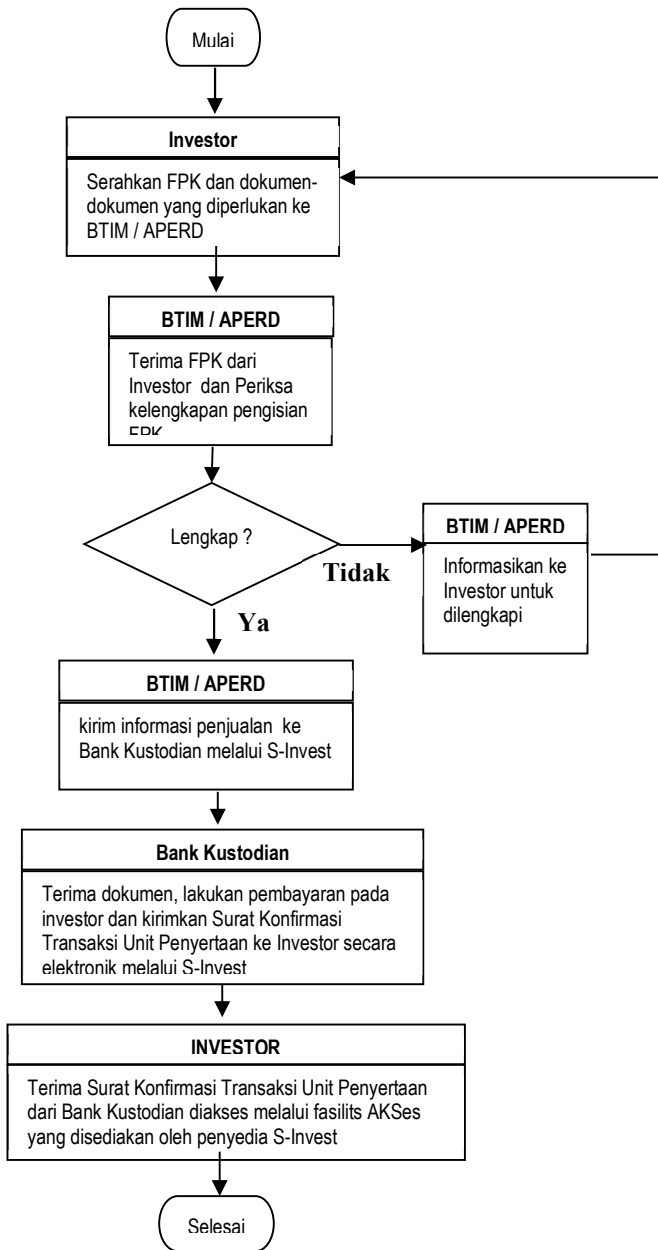 Mulai
Investor
Serahkan FPK dan dokumen-
dokumen yang diperlukan ke
BTIM / APERD
BTIM / APERD
Terima FPK dari
Investor dan Periksa
kelengkapan pengisian
FPK
Lengkap ?
Tidak
BTIM / APERD
Informasikan ke
Investor untuk
dilengkapi
Ya
BTIM / APERD
kirim informasi penjualan ke
Bank Kustodian melalui S-Invest
Bank Kustodian
Terima dokumen, lakukan pembayaran pada
investor dan kirimkan Surat Konfirmasi
Transaksi Unit Penyertaan ke Investor secara
elektronik melalui S-Invest
INVESTOR
Terima Surat Konfirmasi Transaksi Unit Penyertaan
dari Bank Kustodian diakses melalui fasilits AKSes
yang disediakan oleh penyedia S-Invest
Selesai